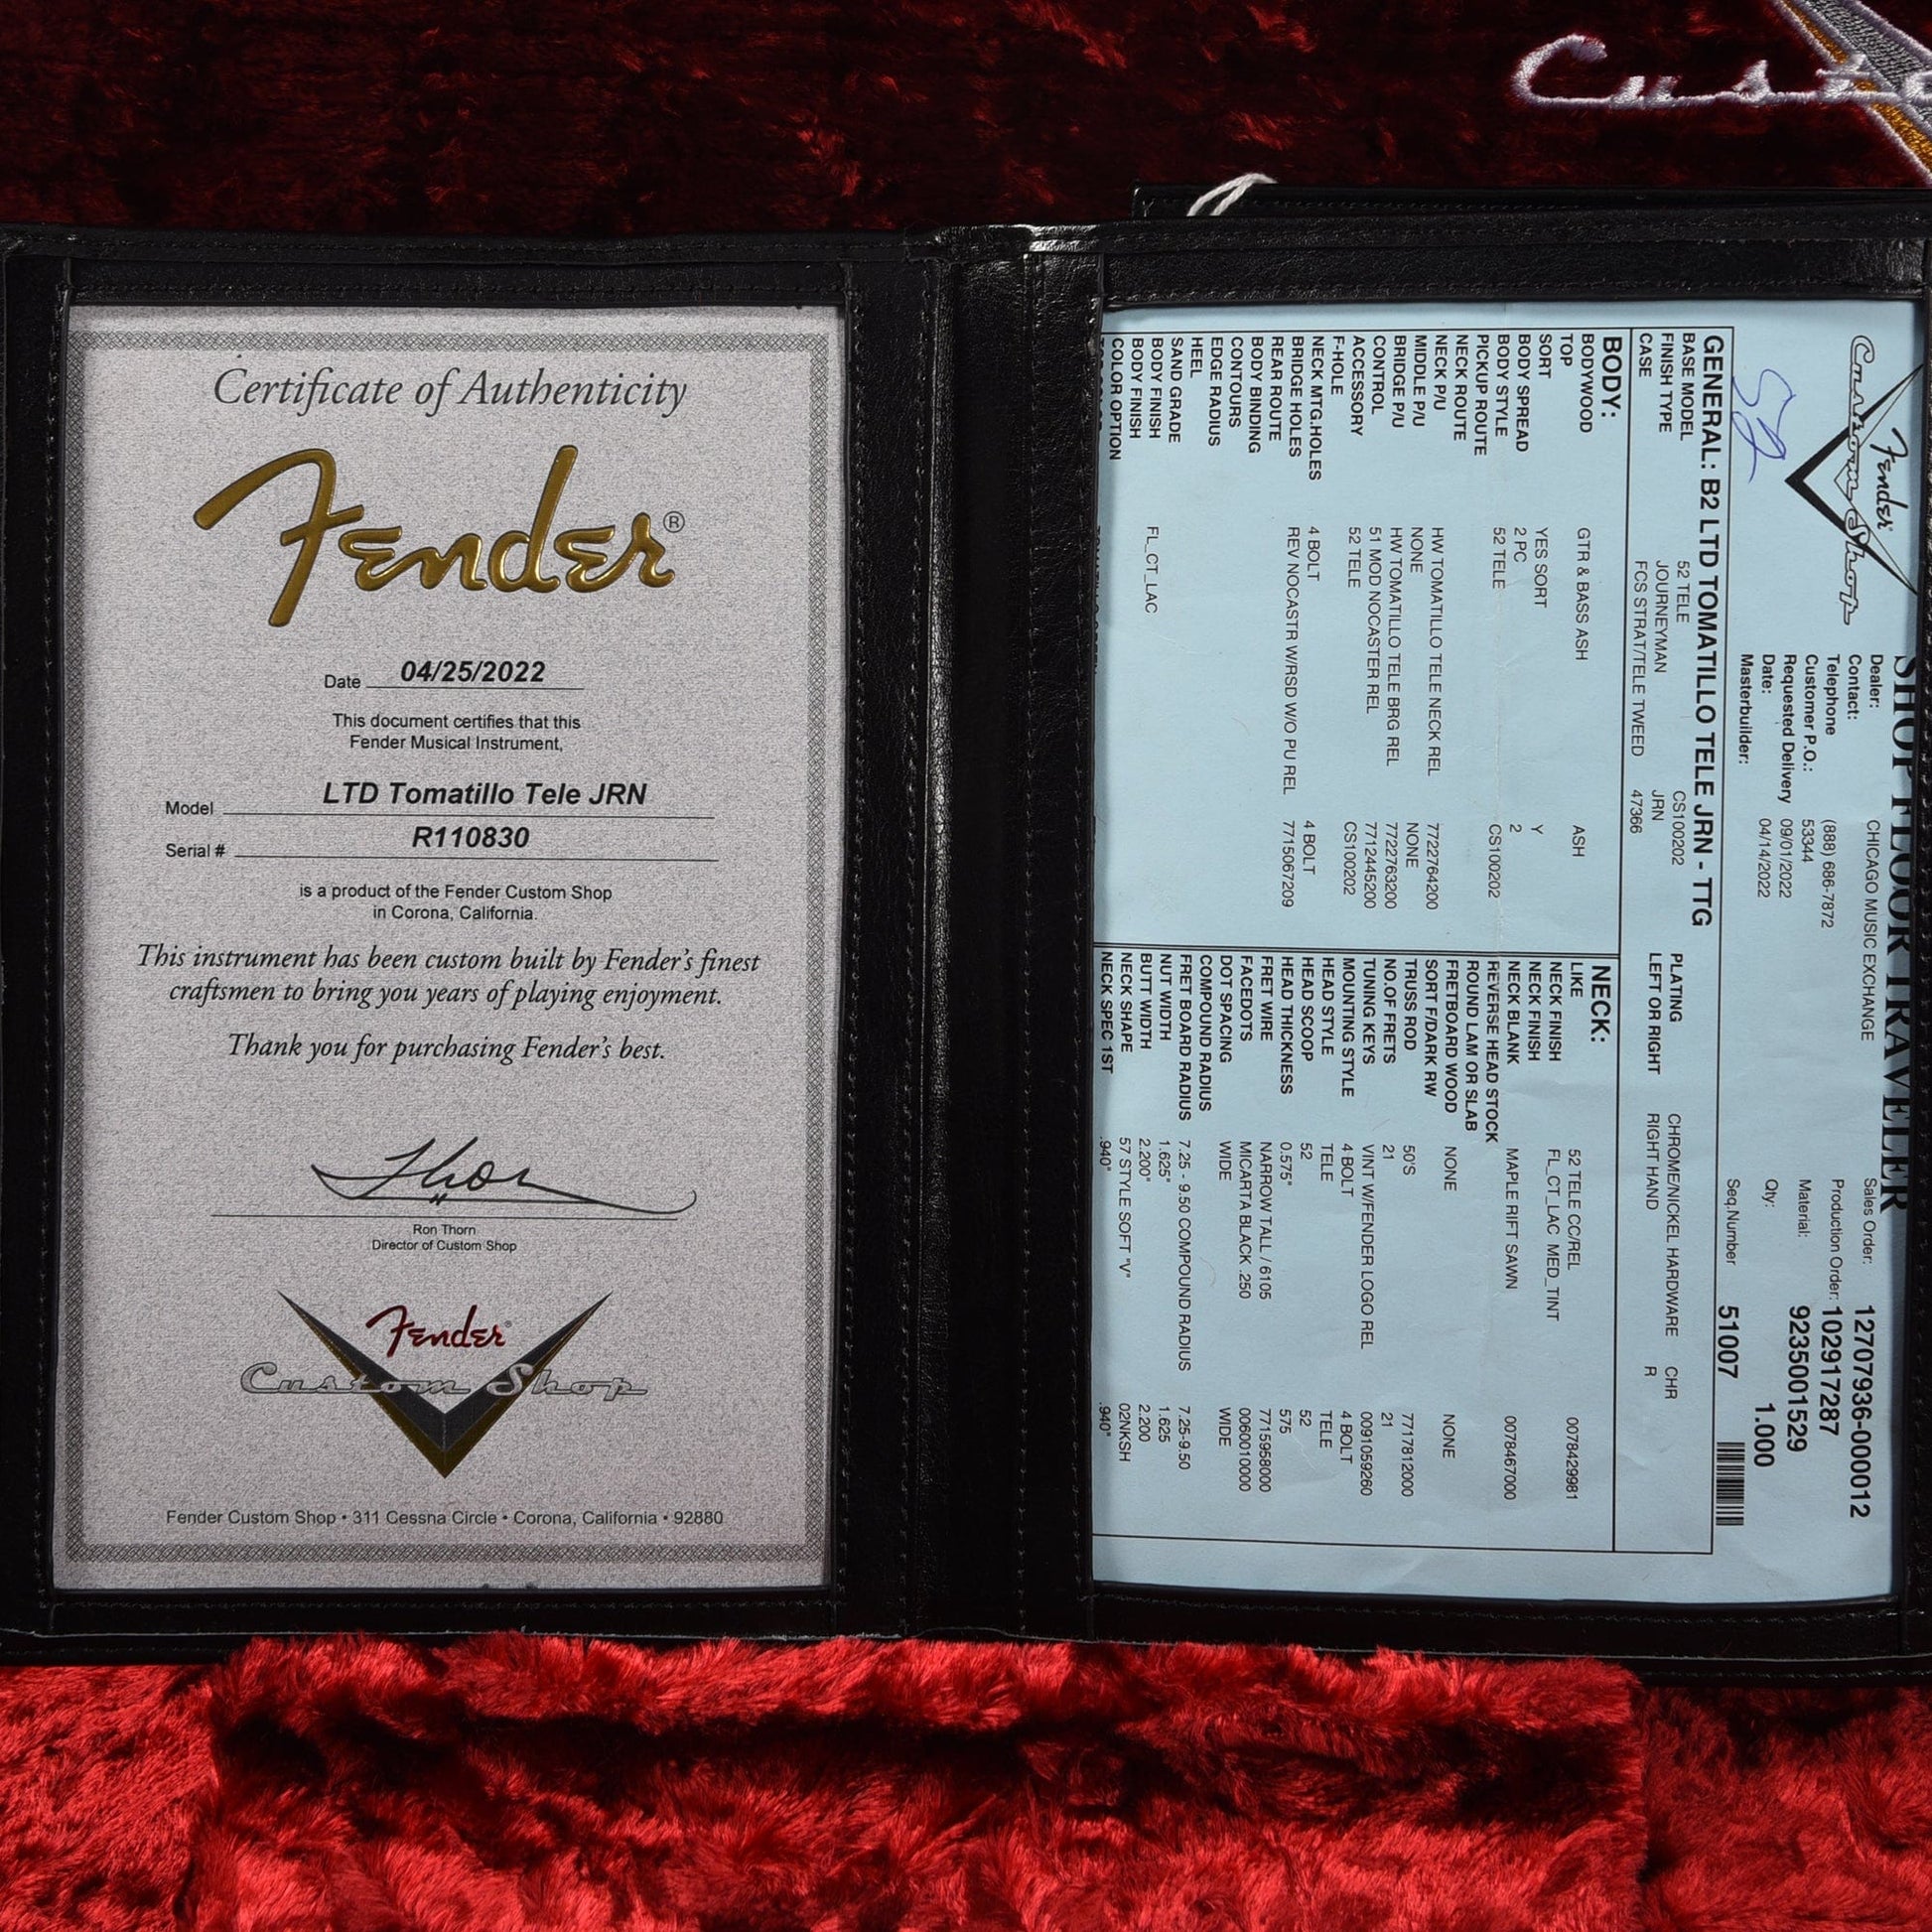 Custo
Certificate of Authenticity
Fender®
Date 04/25/2022
This document certifies that this
Fender Musical Instrument,
Model LTD Tomatillo Tele JRN
Serial # R110830
is a product of the Fender Custom Shop
in Corona, California.
This instrument has been custom built by Fender's finest
craftsmen to bring you years of playing enjoyment.
Thank you for purchasing Fender's best.
Ron Thorn
Director of Custom Shop
Fender
Custom Shop
Fender Custom Shop • 311 Cessna Circle • Corona, California • 92880
Fender
Custom Shop
SHOP FLOOR TRAVELER
Dealer: CHICAGO MUSIC EXCHANGE
Contact:
Telephone (888) 686-7872
Customer P.O.: 53344
Requested Delivery 09/01/2022
Date: 04/14/2022
Masterbuilder:
Sales Order: 12707936-000012
Production Order: 102917287
Material: 9235001529
Qty: 1.000
Seq.Number 51007
GENERAL: B2 LTD TOMATILLO TELE JRN - TTG
BASE MODEL 52 TELE CS100202 PLATING CHROME/NICKEL HARDWARE CHR
FINISH TYPE JOURNEYMAN JRN LEFT OR RIGHT RIGHT HAND R
CASE FCS STRAT/TELE TWEED 47366
BODY:
BODYWOOD GTR & BASS ASH ASH
TOP
SORT YES SORT Y
BODY SPREAD 2 PC 2
BODY STYLE 52 TELE CS100202
PICKUP ROUTE
NECK ROUTE
NECK P/U HW TOMATILLO TELE NECK REL 7722764200
MIDDLE P/U NONE NONE
BRIDGE P/U HW TOMATILLO TELE BRG REL 7722763200
CONTROL 51 MOD NOCASTER REL 7712445200
ACCESSORY 52 TELE CS100202
F-HOLE
NECK MTG.HOLES 4 BOLT 4 BOLT
BRIDGE HOLES REV NOCASTR W/RSD W/O PU REL 7715067209
REAR ROUTE
BODY BINDING
CONTOURS
EDGE RADIUS
HEEL
SAND GRADE
BODY FINISH FL_CT_LAC
BODY FINISH
COLOR OPTION
NECK:
LIKE 52 TELE CC/REL 0078429981
NECK FINISH FL_CT_LAC MED_TINT
NECK FINISH
NECK BLANK MAPLE RIFT SAWN 0078467000
REVERSE HEAD STOCK
ROUND LAM OR SLAB
FRETBOARD WOOD NONE NONE
SORT F/DARK RW
TRUSS ROD 50'S 7717812000
NO.OF FRETS 21 21
TUNING KEYS VINT W/FENDER LOGO REL 0091059260
MOUNTING STYLE 4 BOLT 4 BOLT
HEAD STYLE TELE TELE
HEAD SCOOP 52 52
HEAD THICKNESS 0.575" 575
FRET WIRE NARROW TALL / 6105 7715958000
FACEDOTS MICARTA BLACK .250 0060010000
DOT SPACING WIDE WIDE
COMPOUND RADIUS
FRET BOARD RADIUS 7.25 - 9.50 COMPOUND RADIUS 7.25-9.50
NUT WIDTH 1.625" 1.625
BUTT WIDTH 2.200" 2.200
NECK SHAPE 57 STYLE SOFT "V" 02NKSH
NECK SPEC 1ST .940" .940"